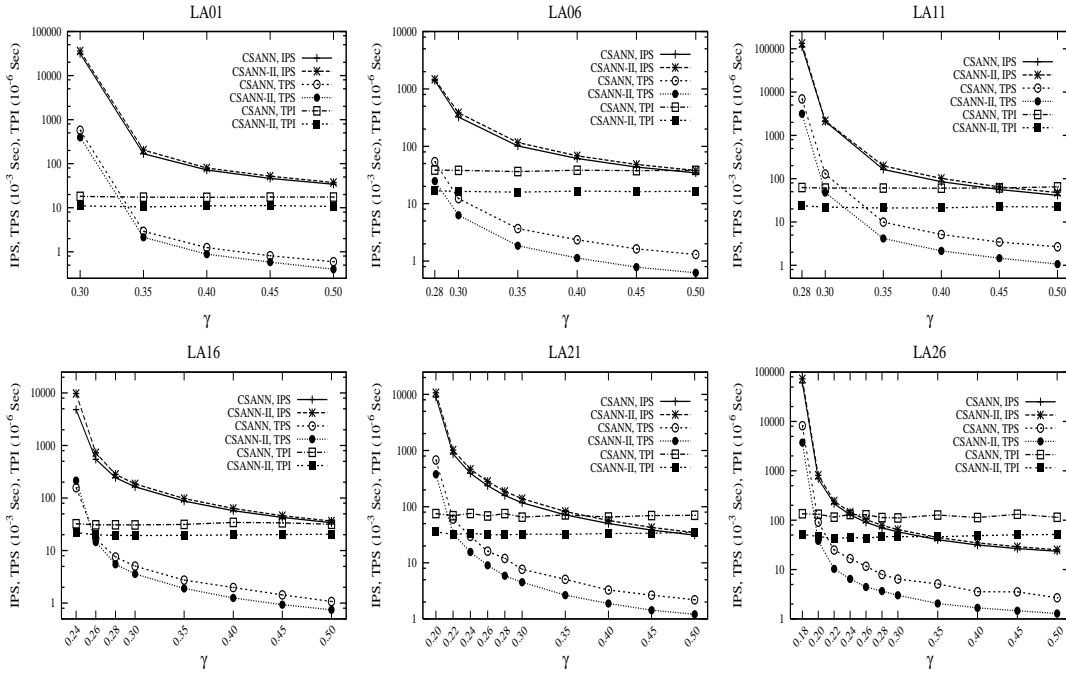 LA01
IPS, TPS (10^-3 Sec), TPI (10^-6 Sec)
100000
10000
1000
100
10
1
CSANN, IPS
CSANN-II, IPS
CSANN, TPS
CSANN-II, TPS
CSANN, TPI
CSANN-II, TPI
0.30 0.35 0.40 0.45 0.50
γ
LA06
IPS, TPS (10^-3 Sec), TPI (10^-6 Sec)
10000
1000
100
10
1
CSANN, IPS
CSANN-II, IPS
CSANN, TPS
CSANN-II, TPS
CSANN, TPI
CSANN-II, TPI
0.28 0.30 0.35 0.40 0.45 0.50
γ
LA11
IPS, TPS (10^-3 Sec), TPI (10^-6 Sec)
100000
10000
1000
100
10
1
CSANN, IPS
CSANN-II, IPS
CSANN, TPS
CSANN-II, TPS
CSANN, TPI
CSANN-II, TPI
0.28 0.30 0.35 0.40 0.45 0.50
γ
LA16
IPS, TPS (10^-3 Sec), TPI (10^-6 Sec)
10000
1000
100
10
1
CSANN, IPS
CSANN-II, IPS
CSANN, TPS
CSANN-II, TPS
CSANN, TPI
CSANN-II, TPI
0.24 0.26 0.28 0.30 0.35 0.40 0.45 0.50
γ
LA21
IPS, TPS (10^-3 Sec), TPI (10^-6 Sec)
10000
1000
100
10
1
CSANN, IPS
CSANN-II, IPS
CSANN, TPS
CSANN-II, TPS
CSANN, TPI
CSANN-II, TPI
0.20 0.22 0.24 0.26 0.28 0.30 0.35 0.40 0.45 0.50
γ
LA26
IPS, TPS (10^-3 Sec), TPI (10^-6 Sec)
100000
10000
1000
100
10
1
CSANN, IPS
CSANN-II, IPS
CSANN, TPS
CSANN-II, TPS
CSANN, TPI
CSANN-II, TPI
0.18 0.20 0.22 0.24 0.26 0.28 0.30 0.35 0.40 0.45 0.50
γ